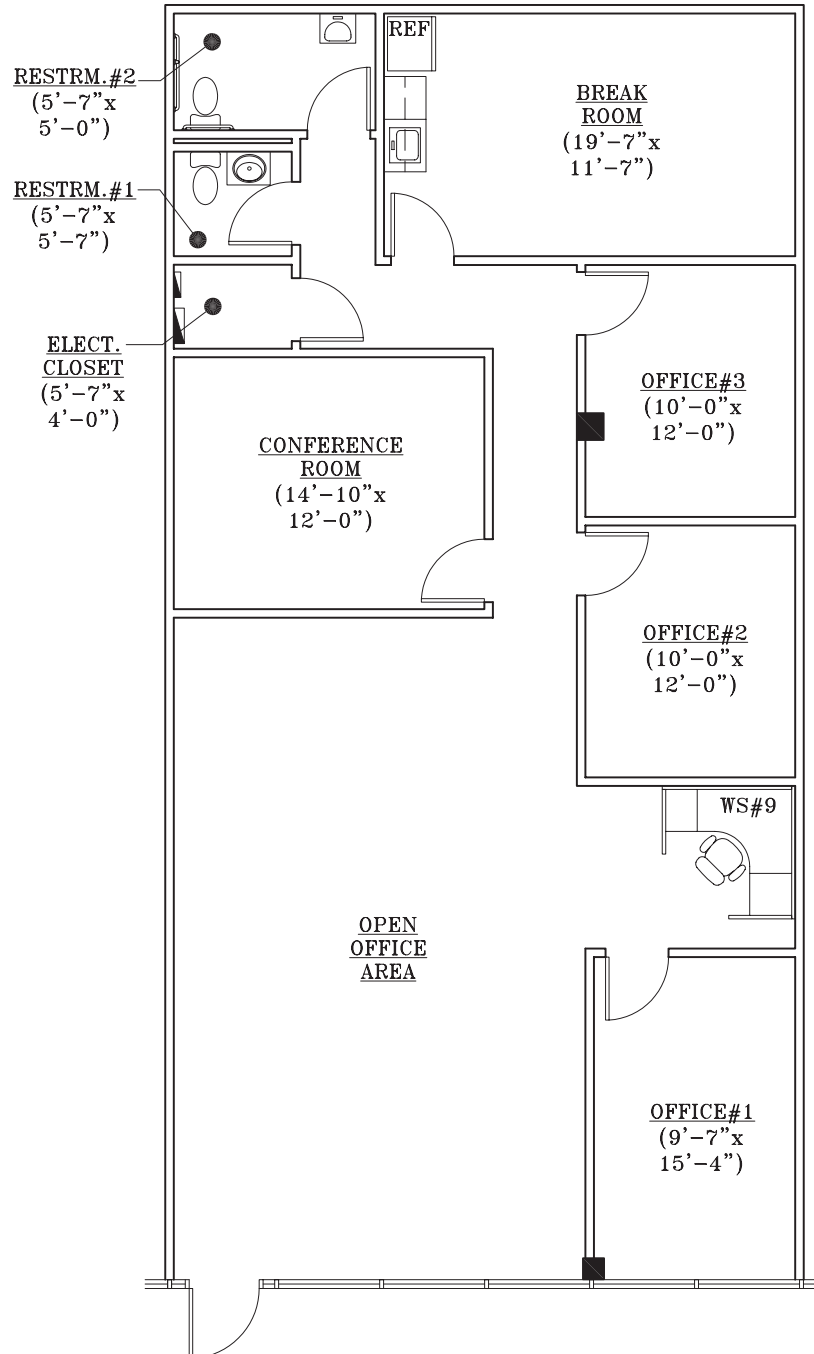 REF
RESTRM.#2
(5'-7"x
5'-0")
BREAK
ROOM
(19'-7"x
11'-7")
RESTRM.#1
(5'-7"x
5'-7")
ELECT.
CLOSET
(5'-7"x
4'-0")
OFFICE#3
(10'-0"x
12'-0")
CONFERENCE
ROOM
(14'-10"x
12'-0")
OFFICE#2
(10'-0"x
12'-0")
WS#9
OPEN
OFFICE
AREA
OFFICE#1
(9'-7"x
15'-4")